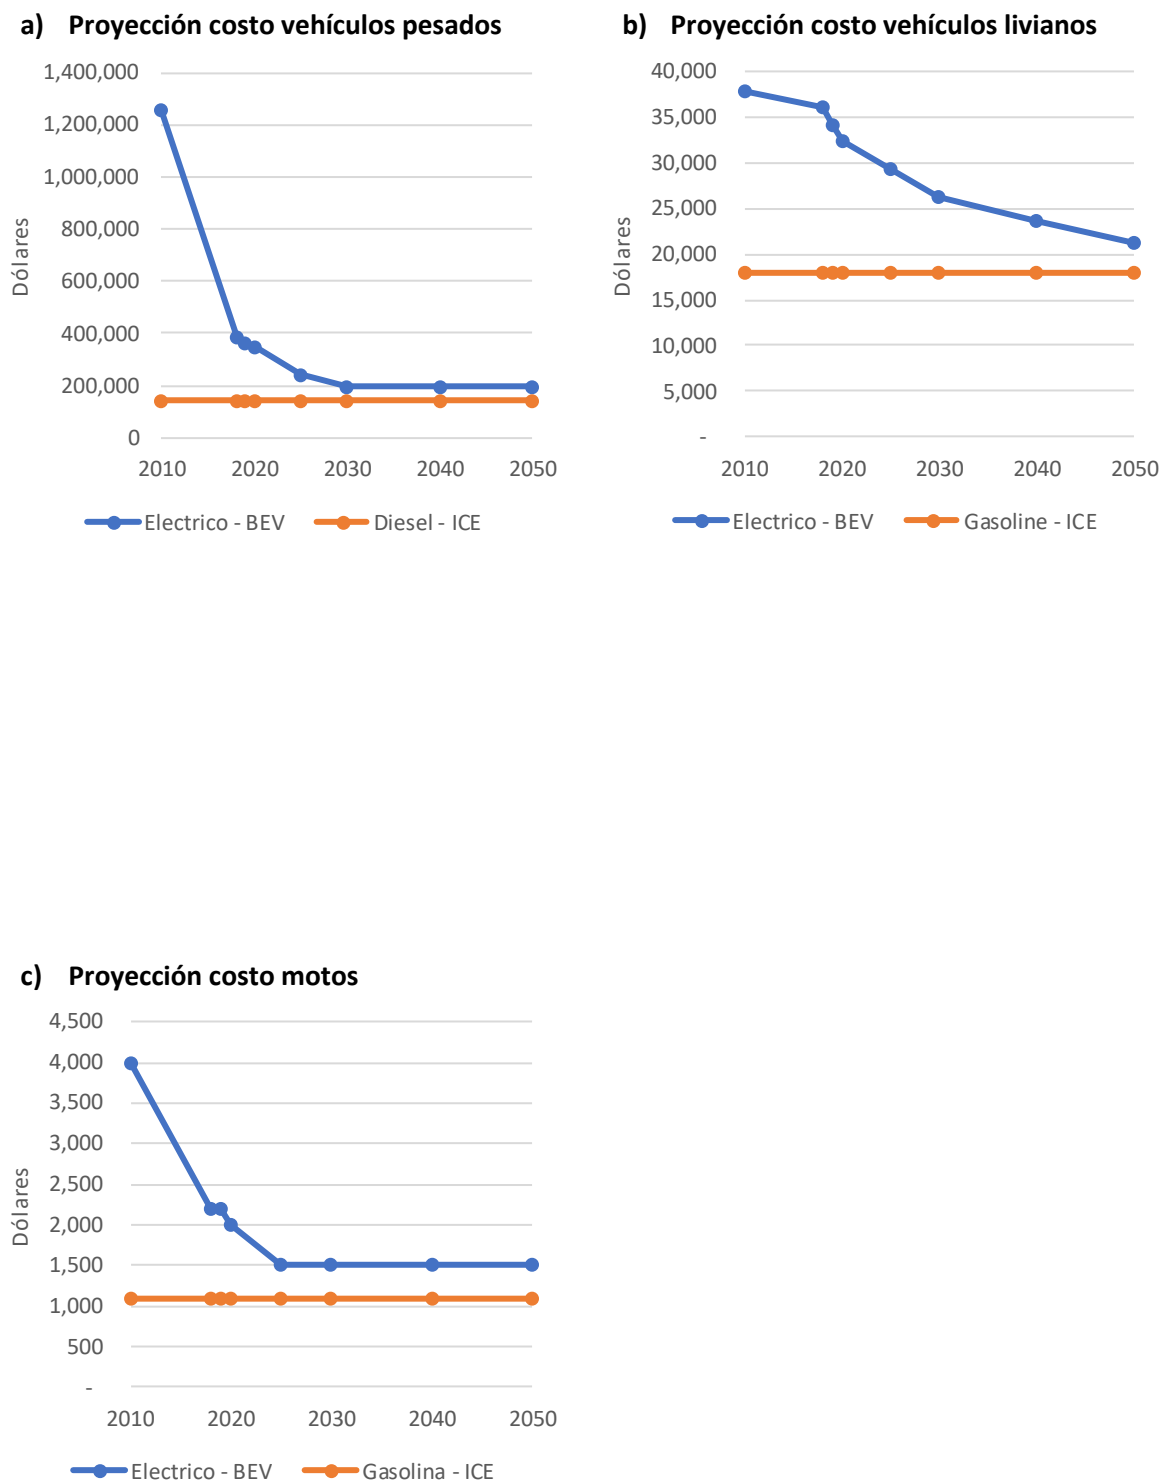 a) Proyección costo vehículos pesados
1,400,000
1,200,000
1,000,000
800,000
600,000
400,000
200,000
0
Dólares
2010 2020 2030 2040 2050
Electrico - BEV Diesel - ICE
b) Proyección costo vehículos livianos
40,000
35,000
30,000
25,000
20,000
15,000
10,000
5,000
-
Dólares
2010 2020 2030 2040 2050
Electrico - BEV Gasoline - ICE
c) Proyección costo motos
4,500
4,000
3,500
3,000
2,500
2,000
1,500
1,000
500
-
Dólares
2010 2020 2030 2040 2050
Electrico - BEV Gasolina - ICE